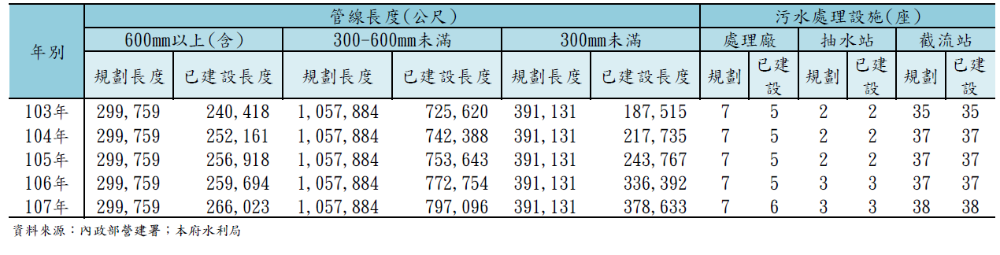 年別 管線長度(公尺) 污水處理設施(座)
600mm以上(含) 300-600mm未滿 300mm未滿 處理廠 抽水站 截流站
規劃長度 已建設長度 規劃長度 已建設長度 規劃長度 已建設長度 規劃 已建設 規劃 已建設 規劃 已建設
103年 299,759 240,418 1,057,884 725,620 391,131 187,515 7 5 2 2 35 35
104年 299,759 252,161 1,057,884 742,388 391,131 217,735 7 5 2 2 37 37
105年 299,759 256,918 1,057,884 753,643 391,131 243,767 7 5 2 2 37 37
106年 299,759 259,694 1,057,884 772,754 391,131 336,392 7 5 3 3 37 37
107年 299,759 266,023 1,057,884 797,096 391,131 378,633 7 6 3 3 38 38
資料來源：內政部營建署；本府水利局